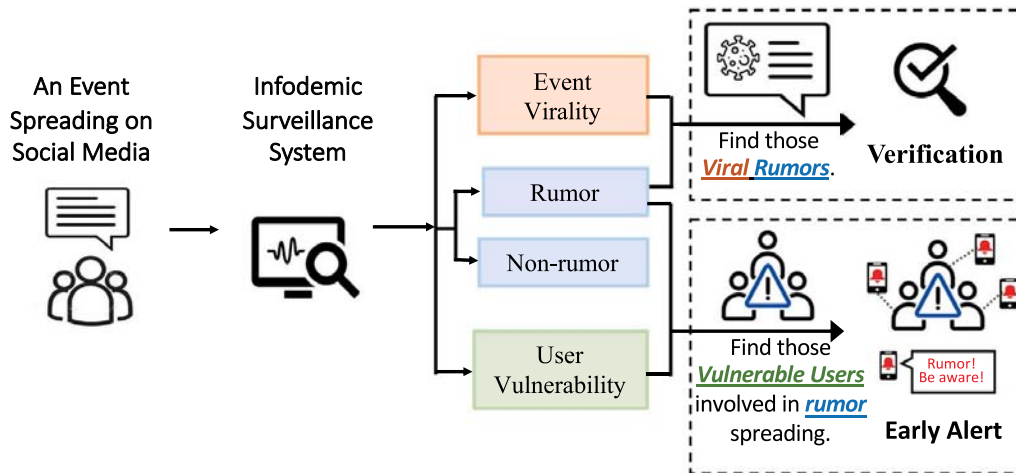 An Event
Spreading on
Social Media
Infodemic
Surveillance
System
Event
Virality
Rumor
Non-rumor
User
Vulnerability
Find those
Viral Rumors.
Verification
Find those
Vulnerable Users
involved in rumor
spreading.
Rumor!
Be aware!
Early Alert